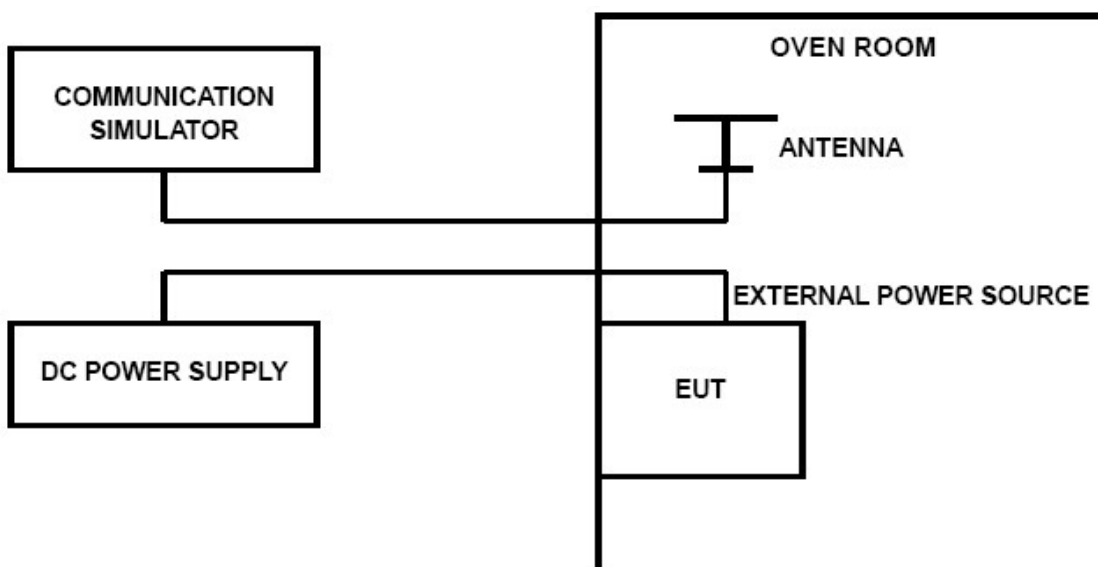 OVEN ROOM
COMMUNICATION
SIMULATOR
ANTENNA
EXTERNAL POWER SOURCE
DC POWER SUPPLY
EUT